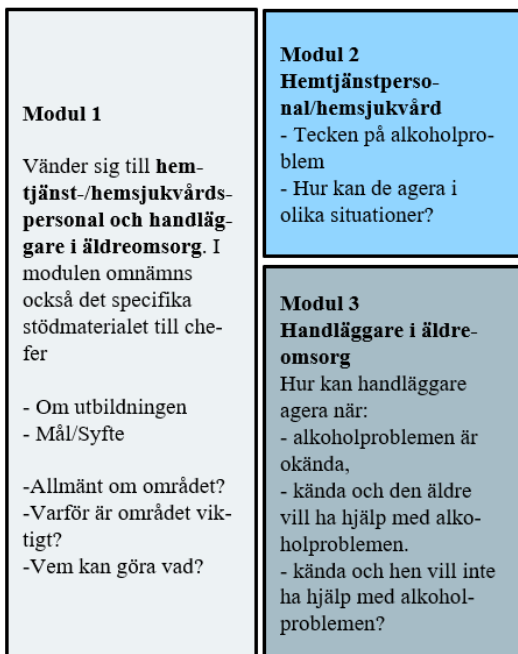 Modul 1
Vänder sig till hem-
tjänst-/hemsjukvårds-
personal och handläg-
gare i äldreomsorg. I
modulen omnämns
också det specifika
stödmaterialet till che-
fer
- Om utbildningen
- Mål/Syfte
-Allmänt om området?
-Varför är området vik-
tigt?
-Vem kan göra vad?
Modul 2
Hemtjänstperso-
nal/hemsjukvård
- Tecken på alkoholpro-
blem
- Hur kan de agera i
olika situationer?
Modul 3
Handläggare i äldre-
omsorg
Hur kan handläggare
agera när:
- alkoholproblemen är
okända,
- kända och den äldre
vill ha hjälp med alko-
holproblemen.
- kända och hen vill inte
ha hjälp med alkohol-
problemen?